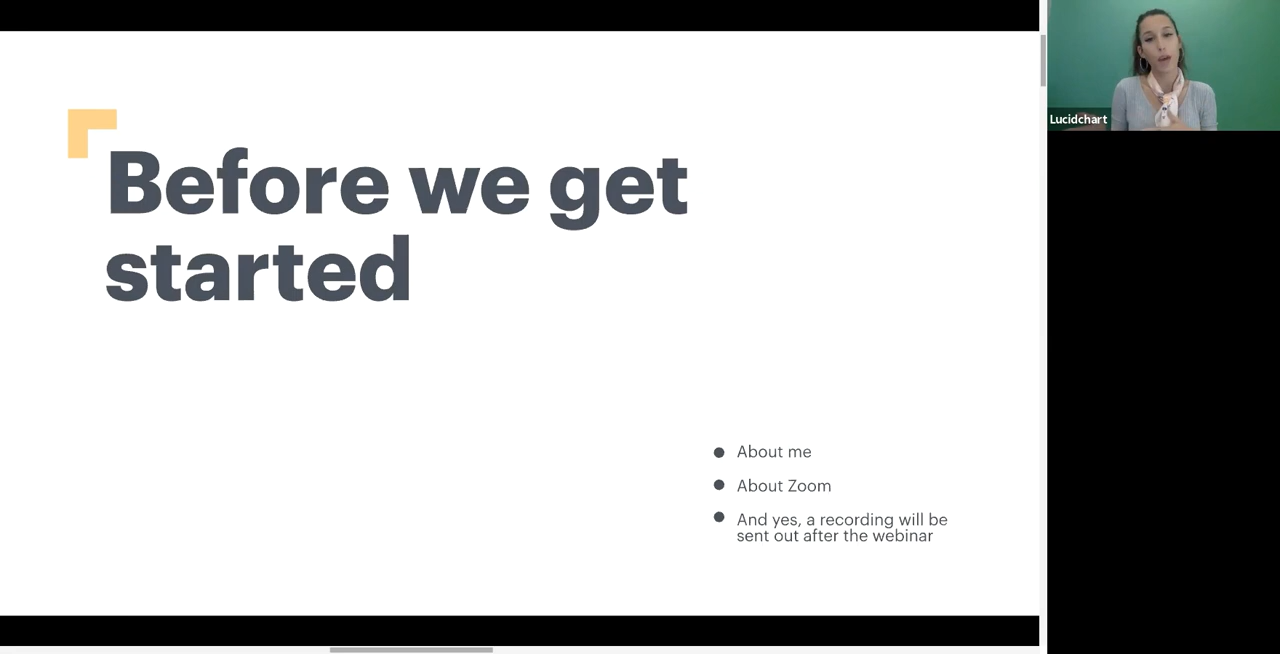 Before we get
started
About me
About Zoom
And yes, a recording will be
sent out after the webinar
Lucidchart